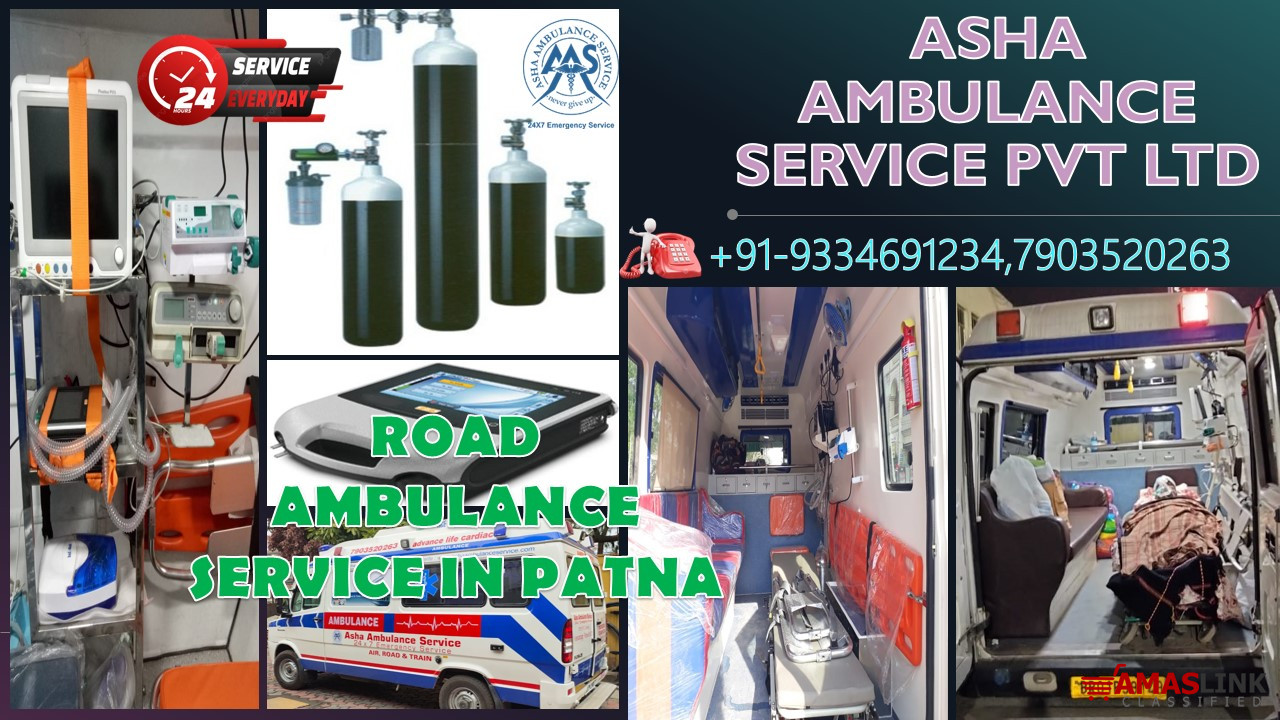 SERVICE
24
HOURS
EVERYDAY
ASHA AMBULANCE SERVICE
AAS
never give up
24X7 Emergency Service
ASHA
AMBULANCE
SERVICE PVT LTD
+91-9334691234,7903520263
ROAD
AMBULANCE
SERVICE IN PATNA
7903520263 advance life cardiac
AMBULANCE
AMBULANCE
Asha Ambulance Service
24 x 7 Emergency Service
AIR, ROAD & TRAIN
AMASLINK
CLASSIFIED